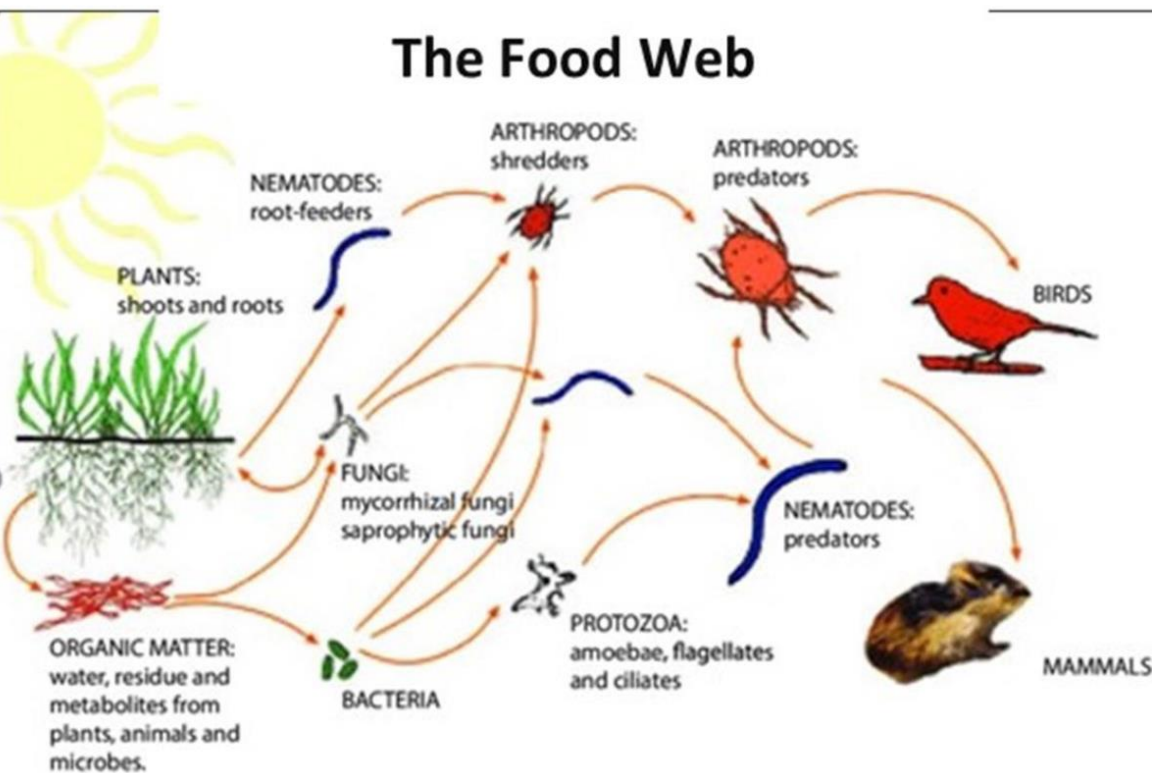 The Food Web
ARTHROPODS:
shredders
ARTHROPODS:
predators
NEMATODES:
root-feeders
PLANTS:
shoots and roots
BIRDS
FUNGI:
mycorrhizal fungi
saprophytic fungi
NEMATODES:
predators
PROTOZOA:
amoebae, flagellates
and ciliates
MAMMALS
ORGANIC MATTER:
water, residue and
metabolites from
plants, animals and
microbes.
BACTERIA